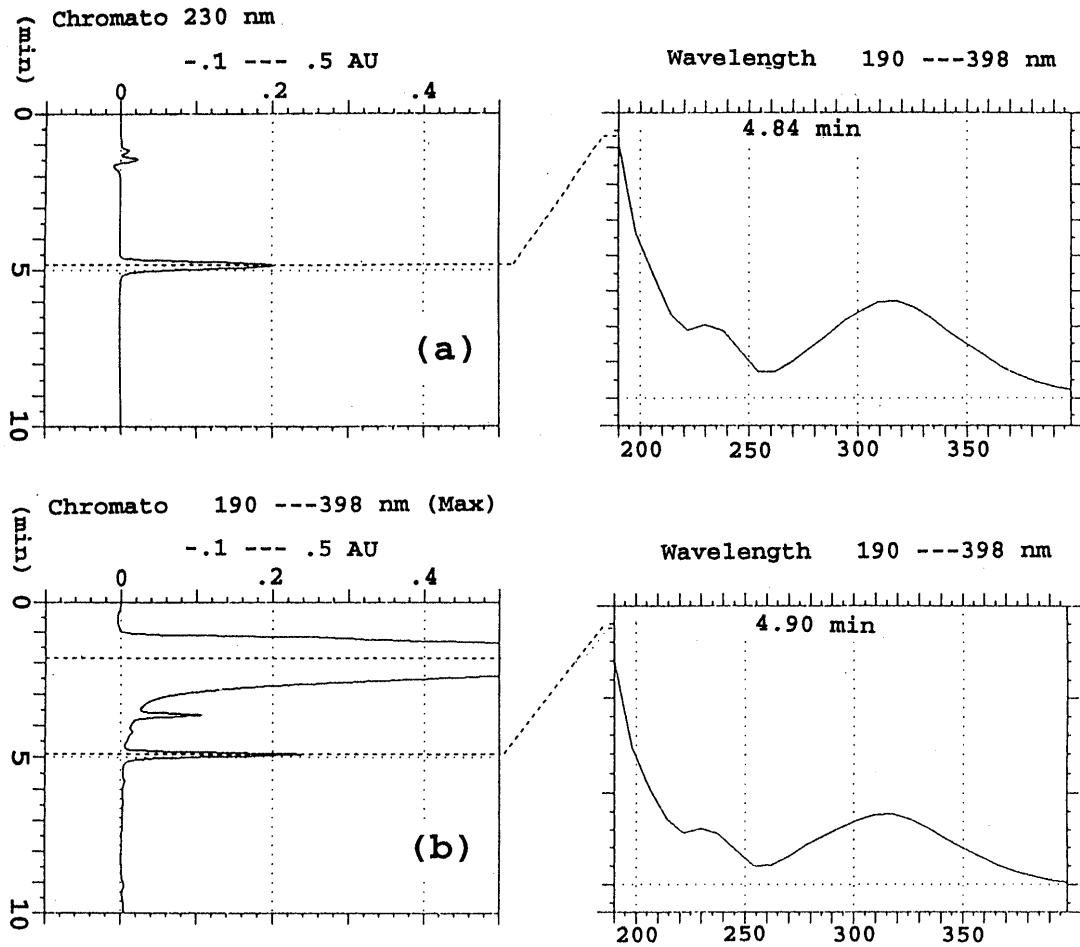 Chromato 230 nm
-.1 --- .5 AU
(min)
0 .2 .4
0
5
10
(a)
Wavelength 190 ---398 nm
4.84 min
200 250 300 350
Chromato 190 ---398 nm (Max)
-.1 --- .5 AU
(min)
0 .2 .4
0
5
10
(b)
Wavelength 190 ---398 nm
4.90 min
200 250 300 350